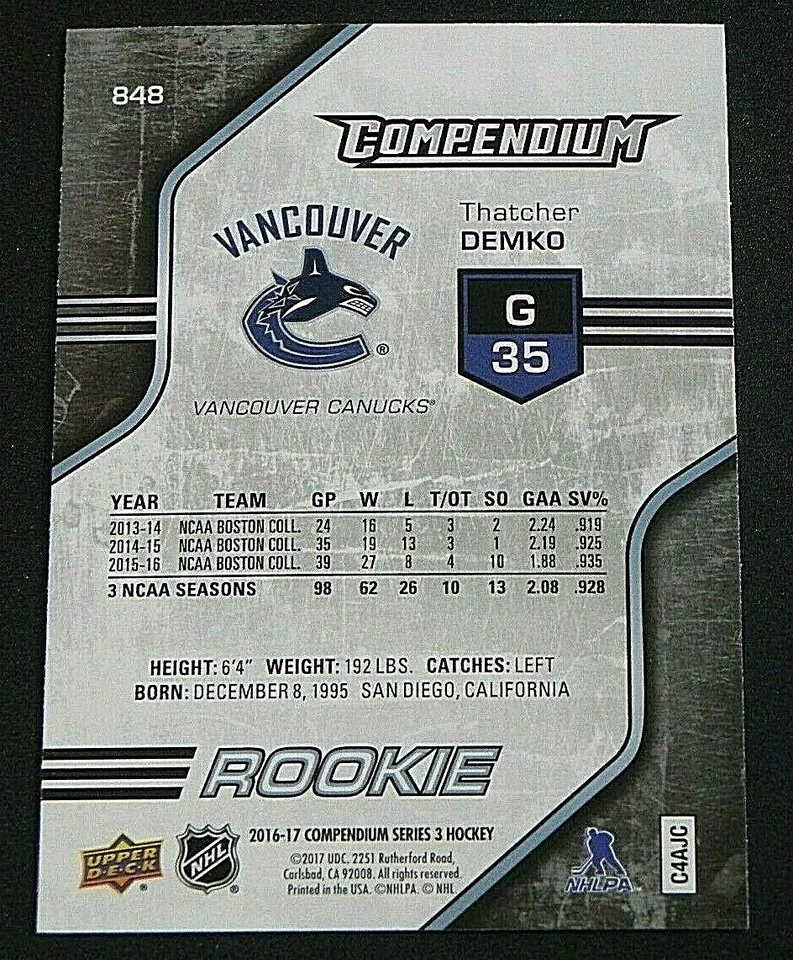 848
COMPENDIUM
VANCOUVER
Thatcher
DEMKO
G
35
®
VANCOUVER CANUCKS®
YEAR TEAM GP W L T/OT SO GAA SV%
2013-14 NCAA BOSTON COLL. 24 16 5 3 2 2.24 .919
2014-15 NCAA BOSTON COLL. 35 19 13 3 1 2.19 .925
2015-16 NCAA BOSTON COLL. 39 27 8 4 10 1.88 .935
3 NCAA SEASONS 98 62 26 10 13 2.08 .928
HEIGHT: 6'4" WEIGHT: 192 LBS. CATCHES: LEFT
BORN: DECEMBER 8, 1995 SAN DIEGO, CALIFORNIA
ROOKIE
UPPER
DECK
®
NHL
®
2016-17 COMPENDIUM SERIES 3 HOCKEY
©2017 UDC, 2251 Rutherford Road,
Carlsbad, CA 92008. All rights reserved.
Printed in the USA. ©NHLPA. © NHL.
NHLPA
C4AJC